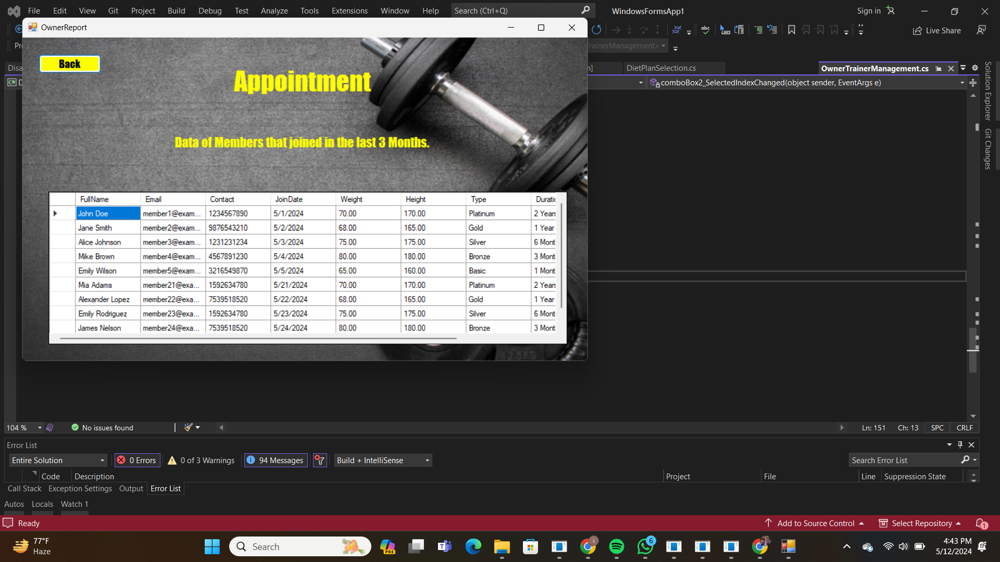 File Edit View Git Project Build Debug Test Analyze Tools Extensions Window Help Search (Ctrl+Q) WindowsFormsApp1 Sign in
OwnerReport
Live Share
Back
Appointment
Data of Members that joined in the last 3 Months.
DietPlanSelection.cs OwnerTrainerManagement.cs
comboBox2_SelectedIndexChanged(object sender, EventArgs e)
Solution Explorer
Git Changes
FullName Email Contact JoinDate Weight Height Type Duratio
John Doe member1@exam... 1234567890 5/1/2024 70.00 170.00 Platinum 2 Years
Jane Smith member2@exam... 9876543210 5/2/2024 68.00 165.00 Gold 1 Year
Alice Johnson member3@exam... 1231231234 5/3/2024 75.00 175.00 Silver 6 Mont
Mike Brown member4@exam... 4567891230 5/4/2024 80.00 180.00 Bronze 3 Mont
Emily Wilson member5@exam... 3216549870 5/5/2024 65.00 160.00 Basic 1 Mont
Mia Adams member21@exa... 1592634780 5/21/2024 70.00 170.00 Platinum 2 Years
Alexander Lopez member22@exa... 7539518520 5/22/2024 68.00 165.00 Gold 1 Year
Emily Rodriguez member23@exa... 1592634780 5/23/2024 75.00 175.00 Silver 6 Mont
James Nelson member24@exa... 7539518520 5/24/2024 80.00 180.00 Bronze 3 Mont
2.5KG
104 % No issues found Ln: 151 Ch: 13 SPC CRLF
Error List
Entire Solution 0 Errors 0 of 3 Warnings 94 Messages Build + IntelliSense Search Error List
Code Description Project File Line Suppression State
Call Stack Exception Settings Output Error List
Autos Locals Watch 1
Ready Add to Source Control Select Repository 1
77°F
Haze
Search
PRE
6
4:43 PM
5/12/2024